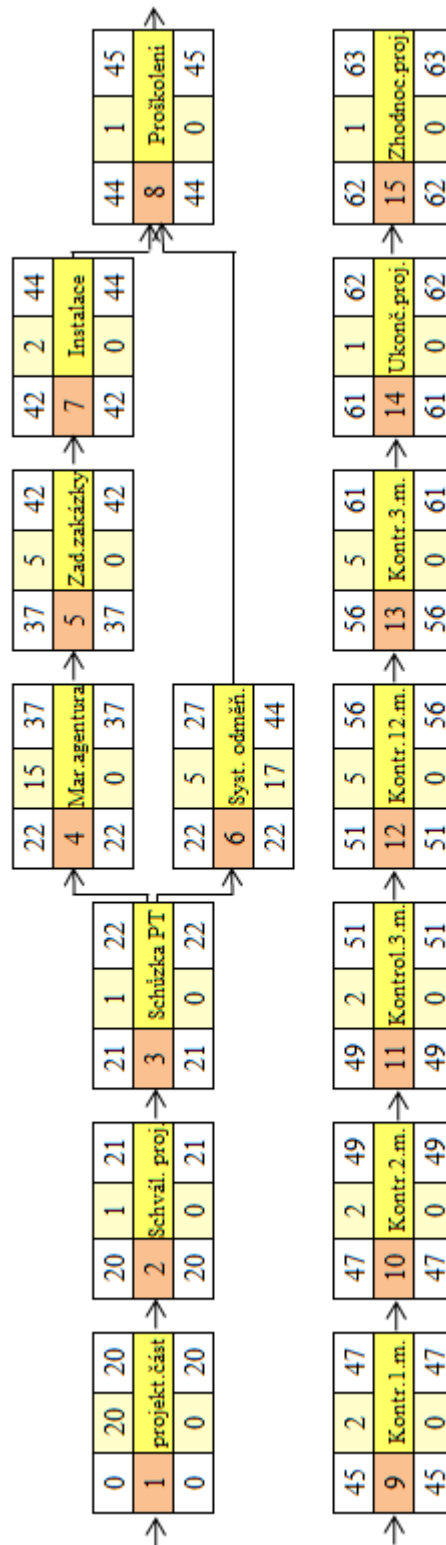 0 20 20
1 projekt.část
0 0 20
20 1 21
2 Schvál. proj.
20 0 21
21 1 22
3 Schůzka PT
21 0 22
22 15 37
4 Mar.agentura
22 0 37
37 5 42
5 Zad.zakázky
37 0 42
22 5 27
6 Syst. odměň.
22 17 44
42 2 44
7 Instalace
42 0 44
44 1 45
8 Proškolení
44 0 45
45 2 47
9 Kontr.1.m.
45 0 47
47 2 49
10 Kontr.2.m.
47 0 49
49 2 51
11 Kontrol.3.m.
49 0 51
51 5 56
12 Kontr.12.m.
51 0 56
56 5 61
13 Kontr.3.m.
56 0 61
61 1 62
14 Ukonč.proj.
61 0 62
62 1 63
15 Zhodnoc.proj.
62 0 63